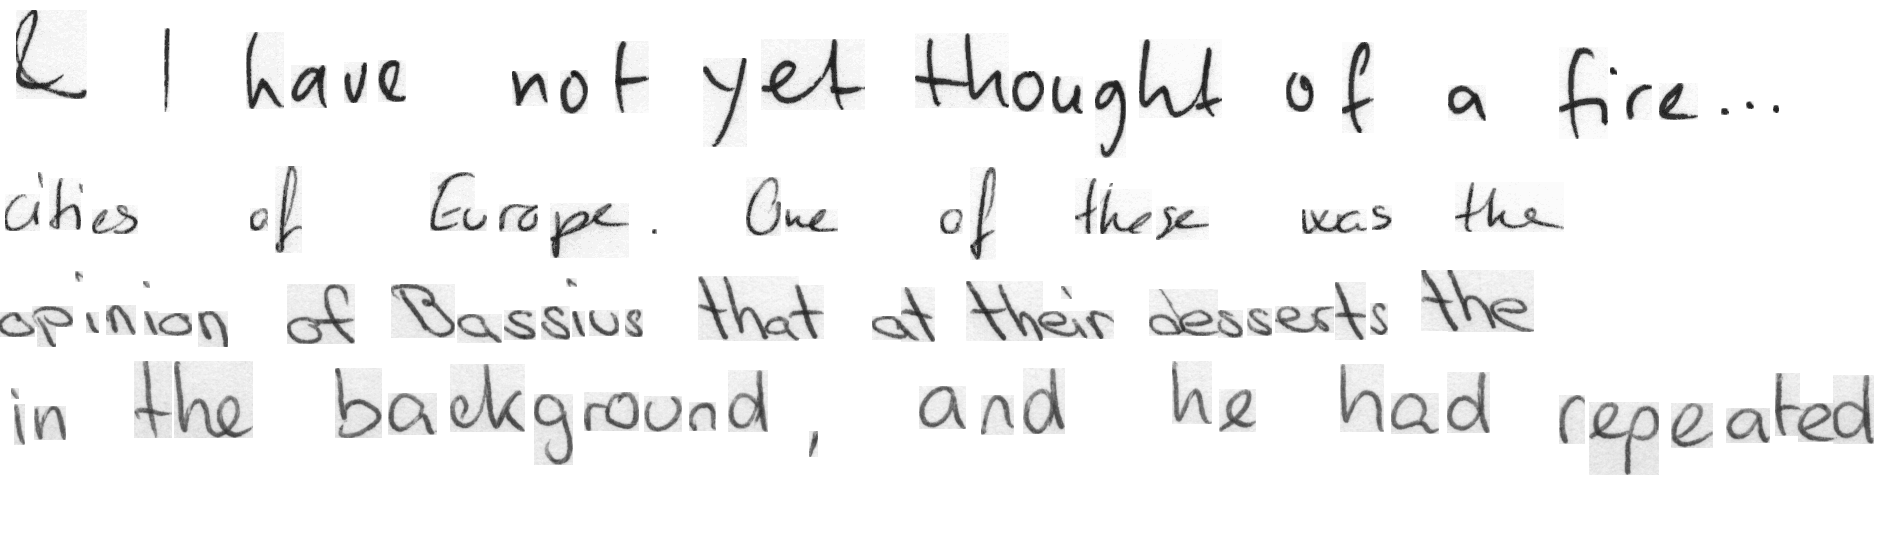 & I have not yet thought of a fire...
cities of Europe. One of these was the
opinion of Bassius that at their desserts the
in the background, and he had repeated